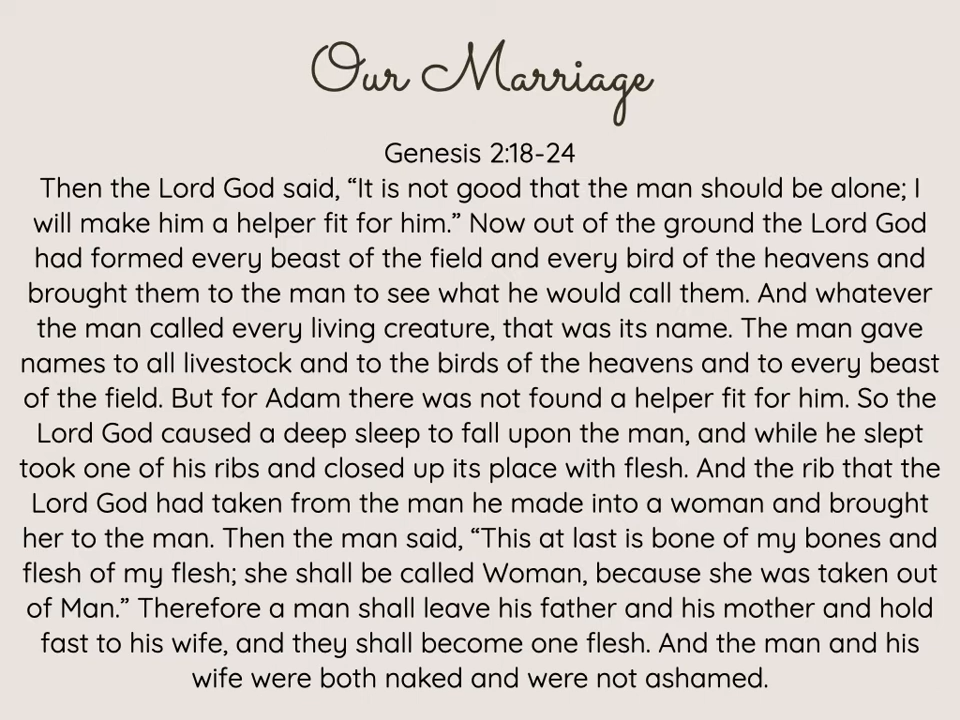 Our Marriage
Genesis 2:18-24
Then the Lord God said, “It is not good that the man should be alone; I
will make him a helper fit for him.” Now out of the ground the Lord God
had formed every beast of the field and every bird of the heavens and
brought them to the man to see what he would call them. And whatever
the man called every living creature, that was its name. The man gave
names to all livestock and to the birds of the heavens and to every beast
of the field. But for Adam there was not found a helper fit for him. So the
Lord God caused a deep sleep to fall upon the man, and while he slept
took one of his ribs and closed up its place with flesh. And the rib that the
Lord God had taken from the man he made into a woman and brought
her to the man. Then the man said, “This at last is bone of my bones and
flesh of my flesh; she shall be called Woman, because she was taken out
of Man.” Therefore a man shall leave his father and his mother and hold
fast to his wife, and they shall become one flesh. And the man and his
wife were both naked and were not ashamed.